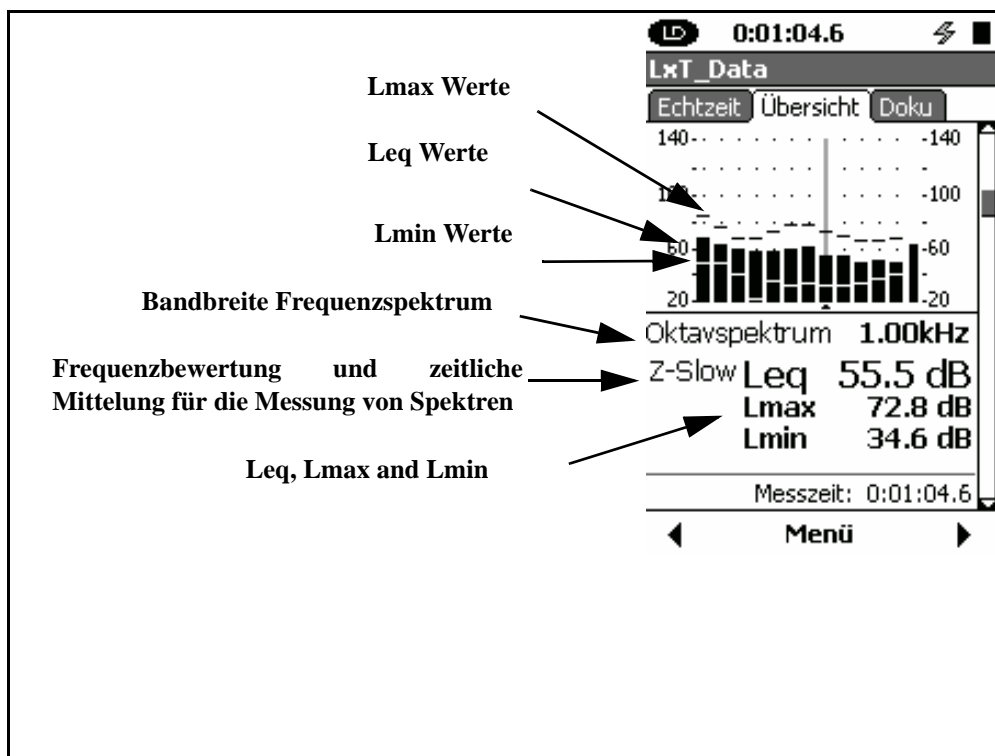 LD 0:01:04.6
LxT_Data
Echtzeit Übersicht Doku
140 -140
-100
60 -60
20 -20
Oktavspektrum 1.00kHz
Z-Slow Leq 55.5 dB
Lmax 72.8 dB
Lmin 34.6 dB
Messzeit: 0:01:04.6
Menü
Lmax Werte
Leq Werte
Lmin Werte
Bandbreite Frequenzspektrum
Frequenzbewertung und zeitliche
Mittelung für die Messung von Spektren
Leq, Lmax and Lmin